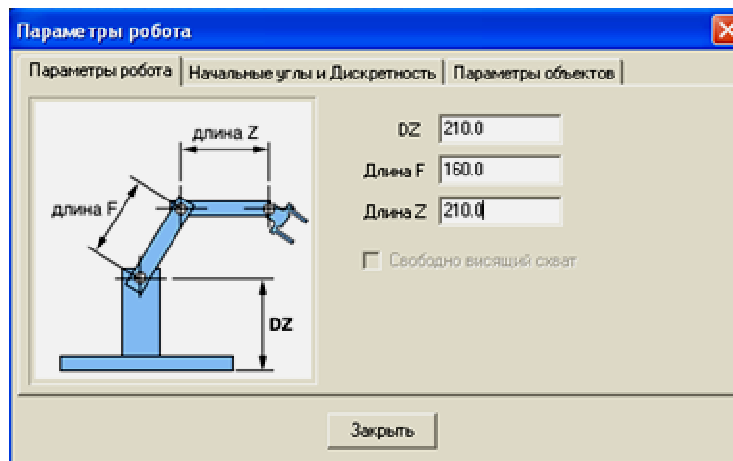 Параметры робота
Параметры робота Начальные углы и Дискретность Параметры объектов
длина Z
длина F
DZ
DZ 210.0
Длина F 160.0
Длина Z 210.0
Свободно висящий схват
Закрыть